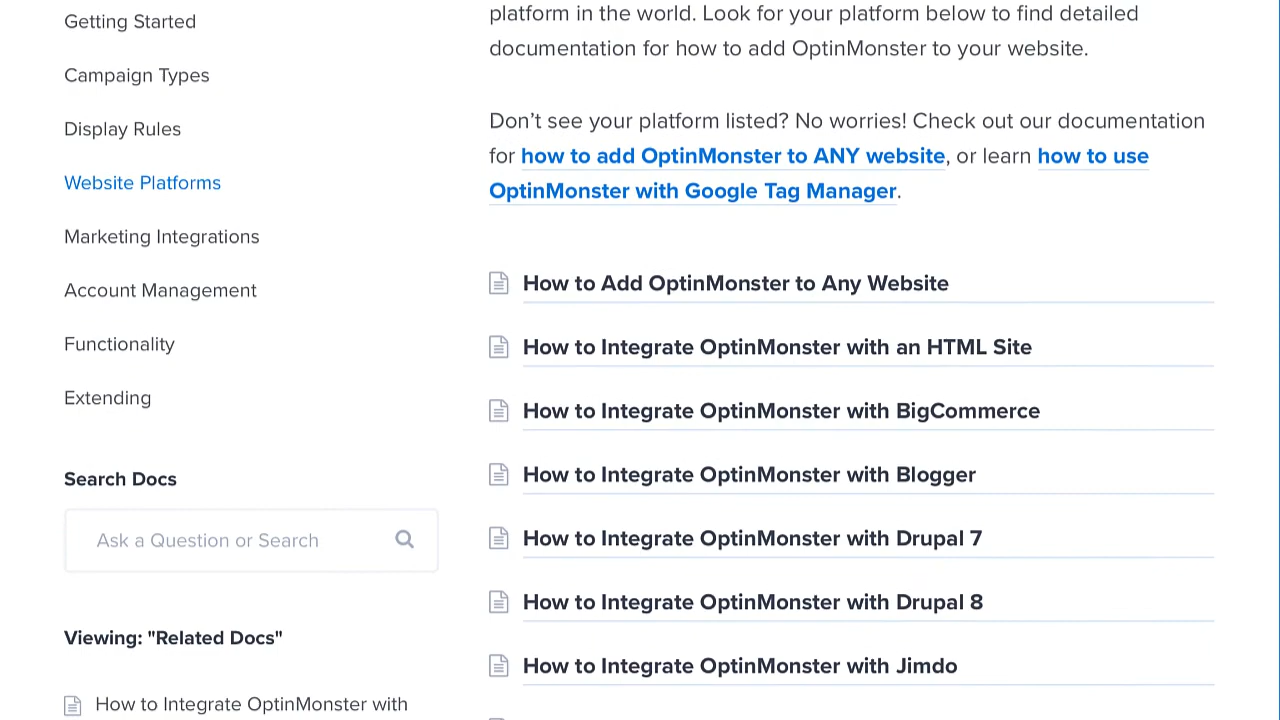 Getting Started
Campaign Types
Display Rules
Website Platforms
Marketing Integrations
Account Management
Functionality
Extending
Search Docs
Ask a Question or Search
Viewing: "Related Docs"
How to Integrate OptinMonster with
platform in the world. Look for your platform below to find detailed
documentation for how to add OptinMonster to your website.
Don’t see your platform listed? No worries! Check out our documentation
for how to add OptinMonster to ANY website, or learn how to use
OptinMonster with Google Tag Manager.
How to Add OptinMonster to Any Website
How to Integrate OptinMonster with an HTML Site
How to Integrate OptinMonster with BigCommerce
How to Integrate OptinMonster with Blogger
How to Integrate OptinMonster with Drupal 7
How to Integrate OptinMonster with Drupal 8
How to Integrate OptinMonster with Jimdo